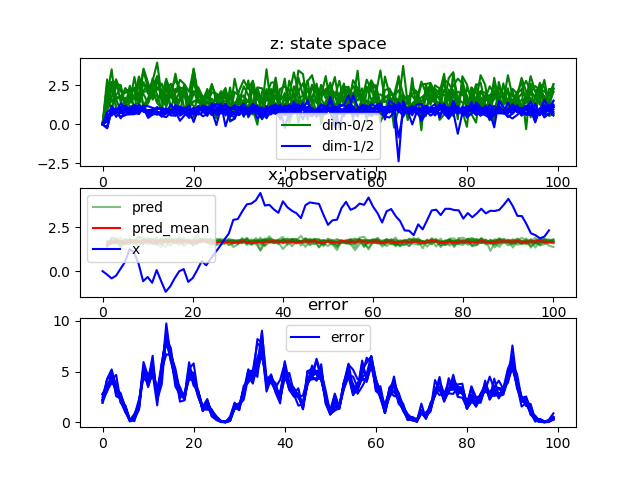 z: state space
2.5
0.0
−2.5
dim-0/2
dim-1/2
0 20 40 60 80 100
x: observation
2.5
0.0
pred
pred_mean
x
0 20 40 60 80 100
error
10
5
0
error
0 20 40 60 80 100